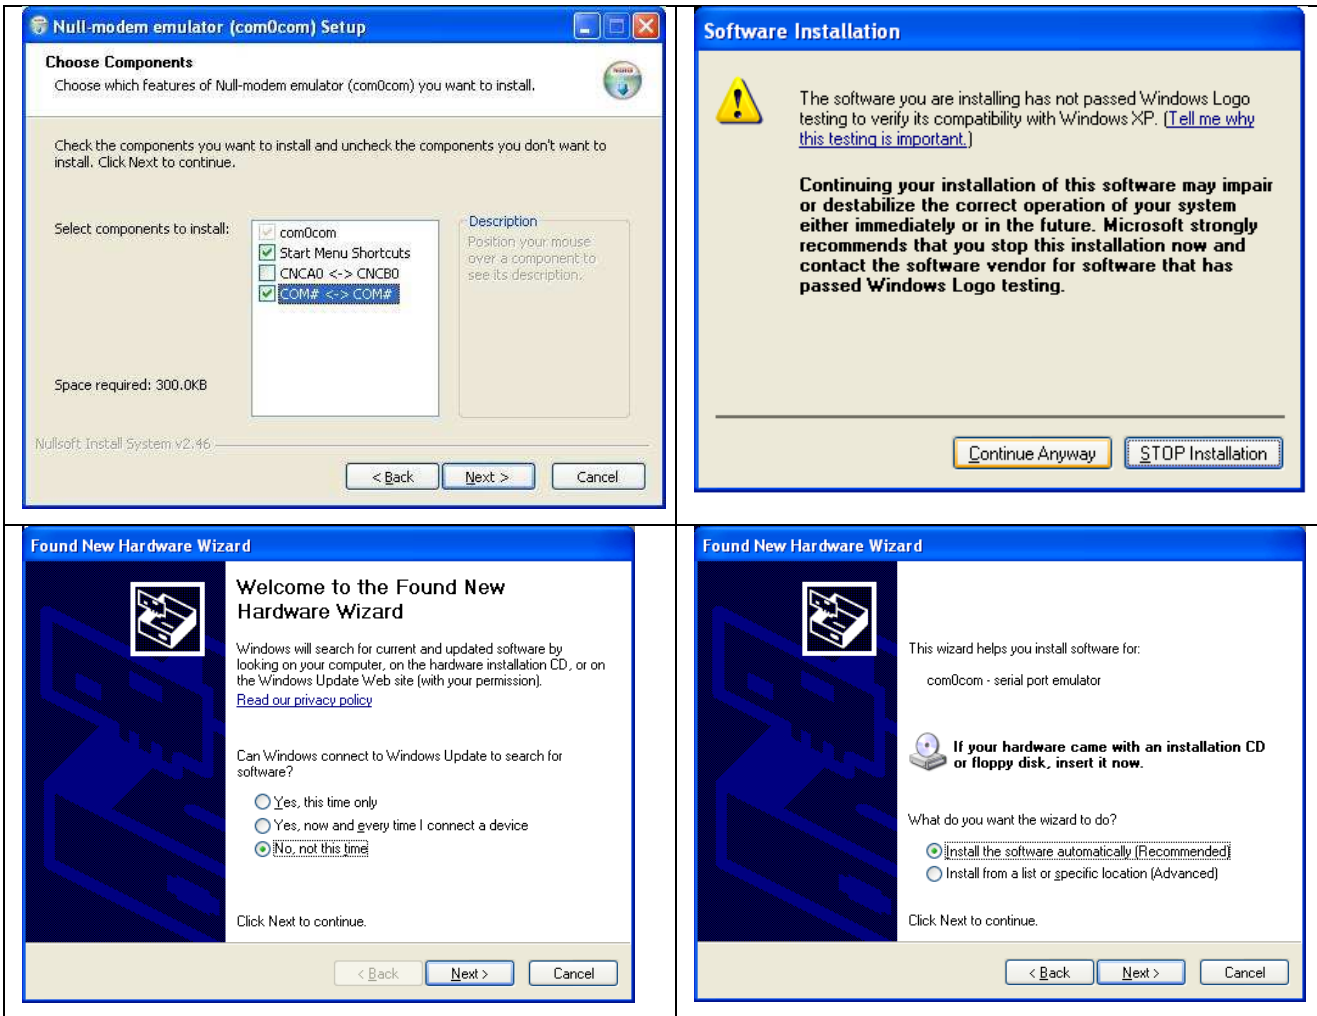 Null-modem emulator (com0com) Setup
Choose Components
Choose which features of Null-modem emulator (com0com) you want to install.
Check the components you want to install and uncheck the components you don't want to
install. Click Next to continue.
Select components to install:
com0com
Start Menu Shortcuts
CNCA0 <-> CNCB0
COM# <-> COM#
Description
Position your mouse
over a component to
see its description.
Space required: 300.0KB
Nullsoft Install System v2.46
< Back
Next >
Cancel
Software Installation
The software you are installing has not passed Windows Logo
testing to verify its compatibility with Windows XP. (Tell me why
this testing is important.)
Continuing your installation of this software may impair
or destabilize the correct operation of your system
either immediately or in the future. Microsoft strongly
recommends that you stop this installation now and
contact the software vendor for software that has
passed Windows Logo testing.
Continue Anyway
STOP Installation
Found New Hardware Wizard
Welcome to the Found New
Hardware Wizard
Windows will search for current and updated software by
looking on your computer, on the hardware installation CD, or on
the Windows Update Web site (with your permission).
Read our privacy policy
Can Windows connect to Windows Update to search for
software?
Yes, this time only
Yes, now and every time I connect a device
No, not this time
Click Next to continue.
< Back
Next >
Cancel
Found New Hardware Wizard
This wizard helps you install software for:
com0com - serial port emulator
If your hardware came with an installation CD
or floppy disk, insert it now.
What do you want the wizard to do?
Install the software automatically (Recommended)
Install from a list or specific location (Advanced)
Click Next to continue.
< Back
Next >
Cancel